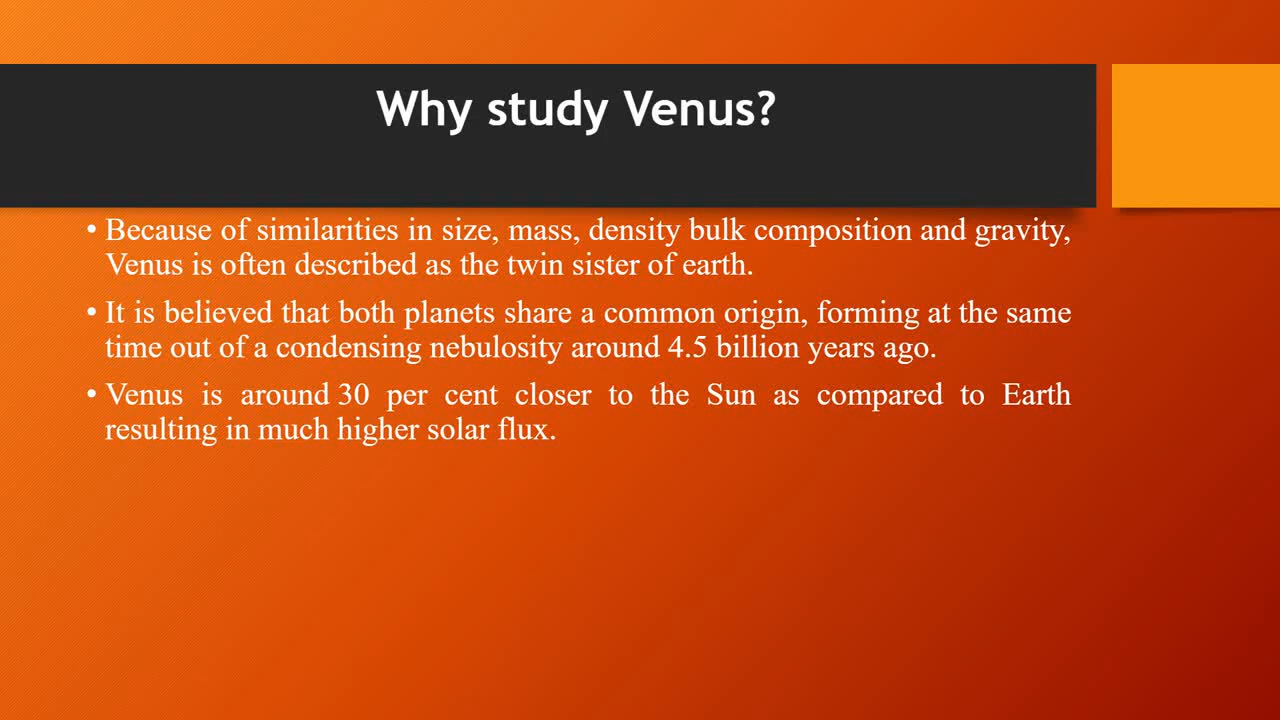 Why study Venus?
• Because of similarities in size, mass, density bulk composition and gravity,
Venus is often described as the twin sister of earth.
• It is believed that both planets share a common origin, forming at the same
time out of a condensing nebulosity around 4.5 billion years ago.
• Venus is around 30 per cent closer to the Sun as compared to Earth
resulting in much higher solar flux.